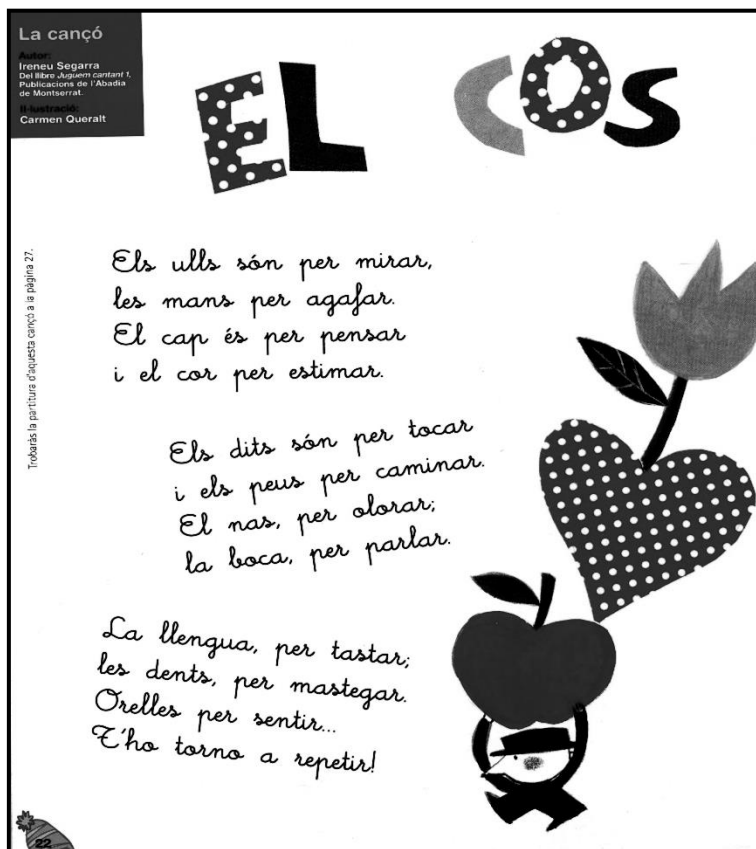 La cançó
Autor:
Ireneu Segarra
Del llibre Juguem cantant 1,
Publicacions de l'Abadia
de Montserrat.
Il·lustració:
Carmen Queralt
EL COS
Trobaràs la partitura d'aquesta cançó a la pàgina 27.
Els ulls són per mirar,
les mans per agafar.
El cap és per pensar
i el cor per estimar.
Els dits són per tocar
i els peus per caminar.
El nas, per olorar;
la boca, per parlar.
La llengua, per tastar;
les dents, per mastegar.
Orelles per sentir...
T'ho torno a repetir!
22